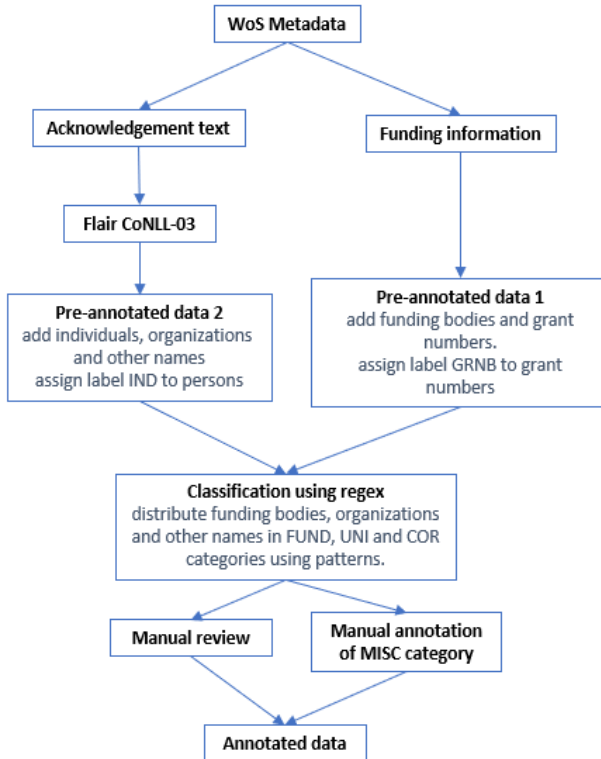 WoS Metadata
Acknowledgement text
Funding information
Flair CoNLL-03
Pre-annotated data 2
add individuals, organizations
and other names
assign label IND to persons
Pre-annotated data 1
add funding bodies and grant
numbers.
assign label GRNB to grant
numbers
Classification using regex
distribute funding bodies, organizations
and other names in FUND, UNI and COR
categories using patterns.
Manual review
Manual annotation
of MISC category
Annotated data